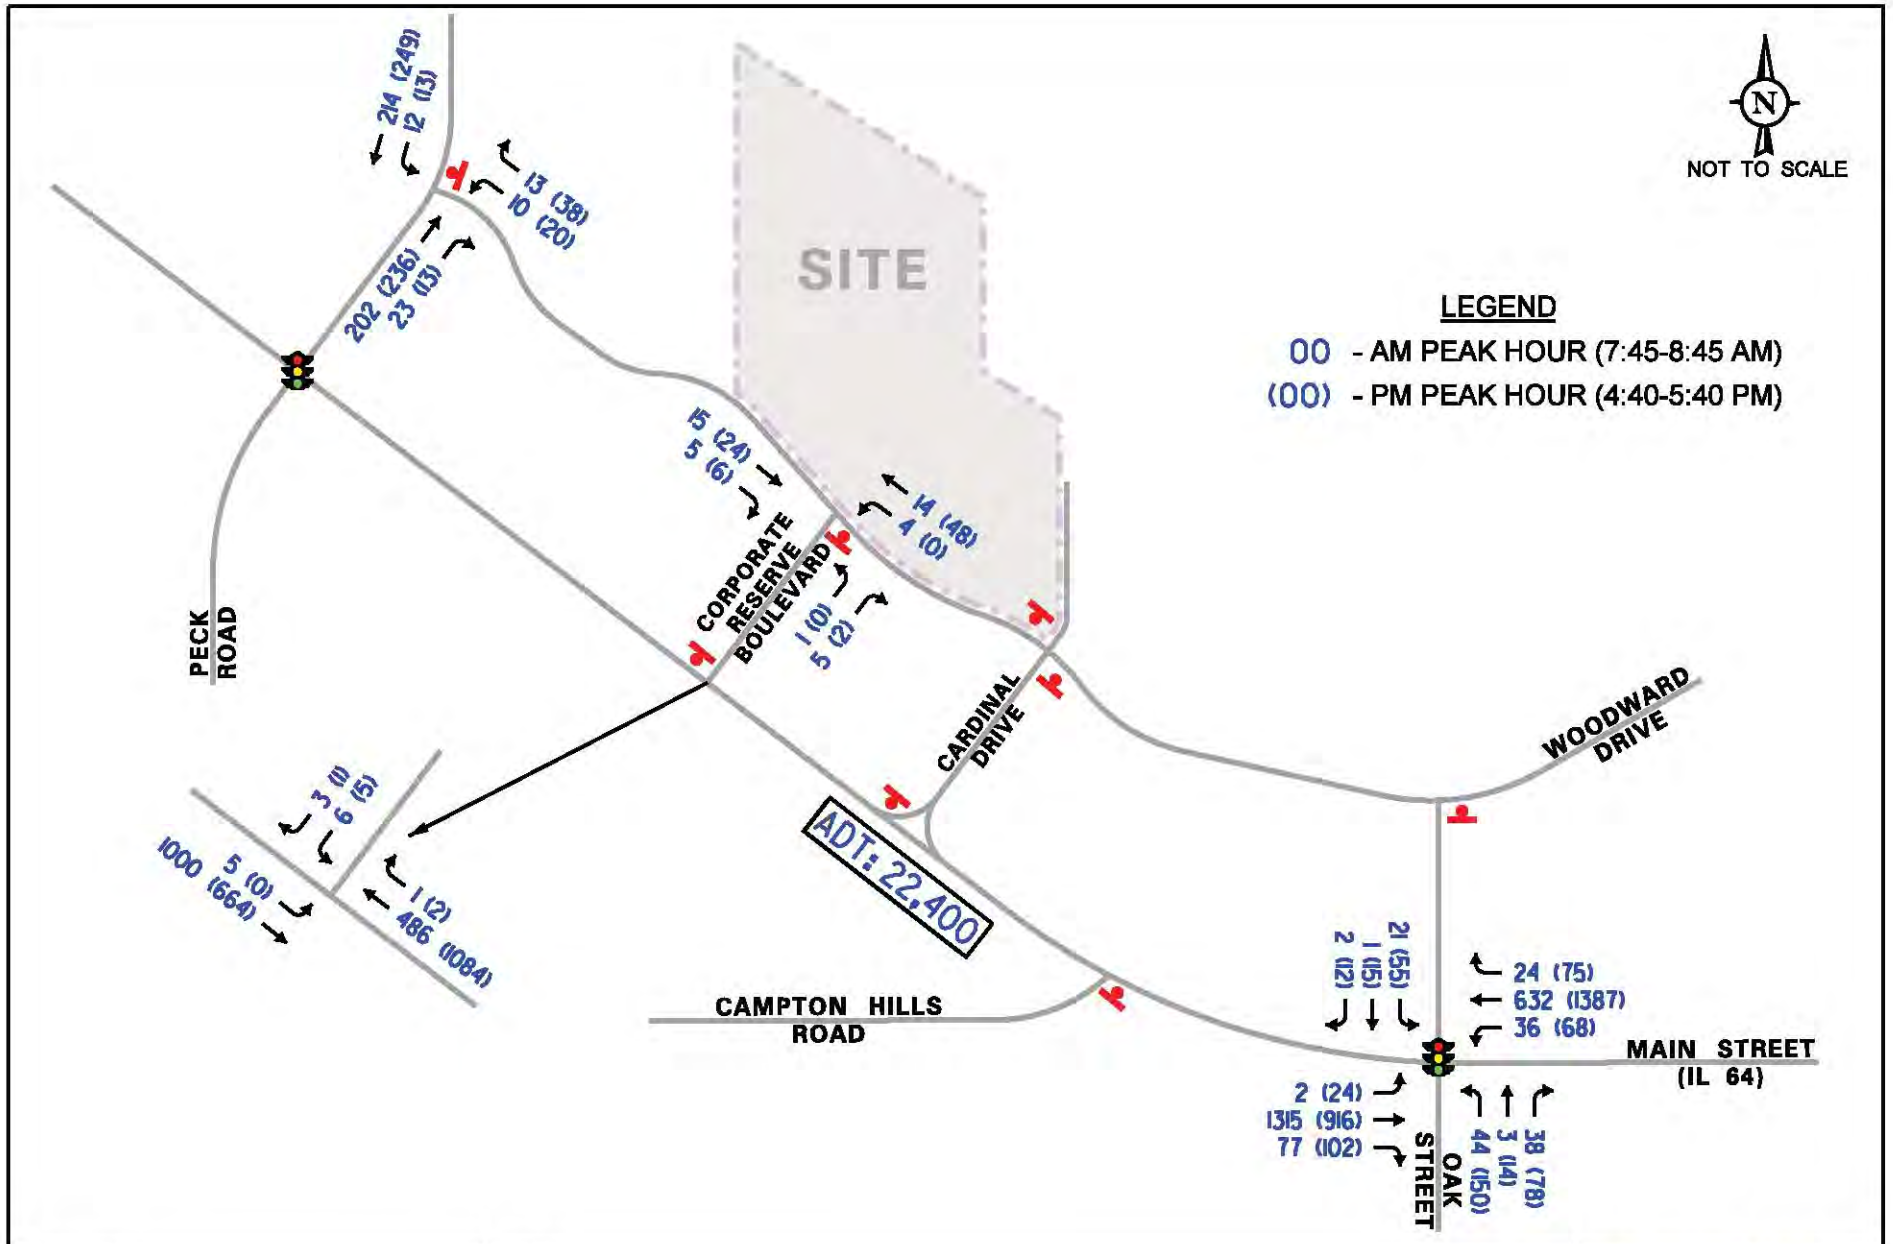 214 (249)
12 (13)
13 (38)
10 (20)
202 (236)
23 (13)
SITE
N
NOT TO SCALE
LEGEND
00 - AM PEAK HOUR (7:45-8:45 AM)
(00) - PM PEAK HOUR (4:40-5:40 PM)
15 (24)
5 (6)
14 (48)
4 (0)
CORPORATE
RESERVE
BOULEVARD
1 (0)
5 (2)
PECK
ROAD
CARDINAL
DRIVE
WOODWARD
DRIVE
3 (1)
6 (5)
5 (0)
1000 (664)
1 (2)
486 (1084)
ADT: 22,400
CAMPTON HILLS
ROAD
21 (55)
1 (15)
2 (12)
24 (75)
632 (1387)
36 (68)
MAIN STREET
(IL 64)
2 (24)
1315 (916)
77 (102)
OAK
STREET
38 (78)
3 (14)
44 (150)